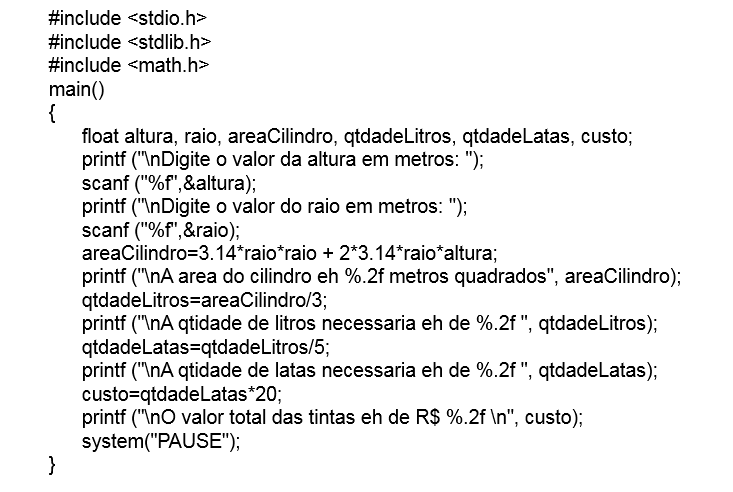 #include <stdio.h>
#include <stdlib.h>
#include <math.h>
main()
{
float altura, raio, areaCilindro, qtdadeLitros, qtdadeLatas, custo;
printf ("\nDigite o valor da altura em metros: ");
scanf ("%f",&altura);
printf ("\nDigite o valor do raio em metros: ");
scanf ("%f",&raio);
areaCilindro=3.14*raio*raio + 2*3.14*raio*altura;
printf ("\nA area do cilindro eh %.2f metros quadrados", areaCilindro);
qtdadeLitros=areaCilindro/3;
printf ("\nA qtidade de litros necessaria eh de %.2f ", qtdadeLitros);
qtdadeLatas=qtdadeLitros/5;
printf ("\nA qtidade de latas necessaria eh de %.2f ", qtdadeLatas);
custo=qtdadeLatas*20;
printf ("\nO valor total das tintas eh de R$ %.2f \n", custo);
system("PAUSE");
}